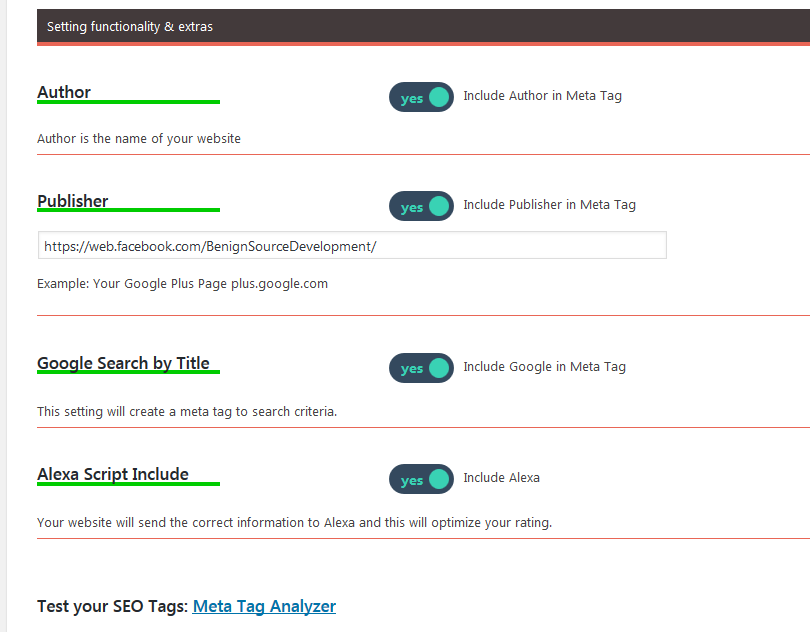 Setting functionality & extras
Author
yes Include Author in Meta Tag
Author is the name of your website
Publisher
yes Include Publisher in Meta Tag
https://web.facebook.com/BenignSourceDevelopment/
Example: Your Google Plus Page plus.google.com
Google Search by Title
yes Include Google in Meta Tag
This setting will create a meta tag to search criteria.
Alexa Script Include
yes Include Alexa
Your website will send the correct information to Alexa and this will optimize your rating.
Test your SEO Tags: Meta Tag Analyzer